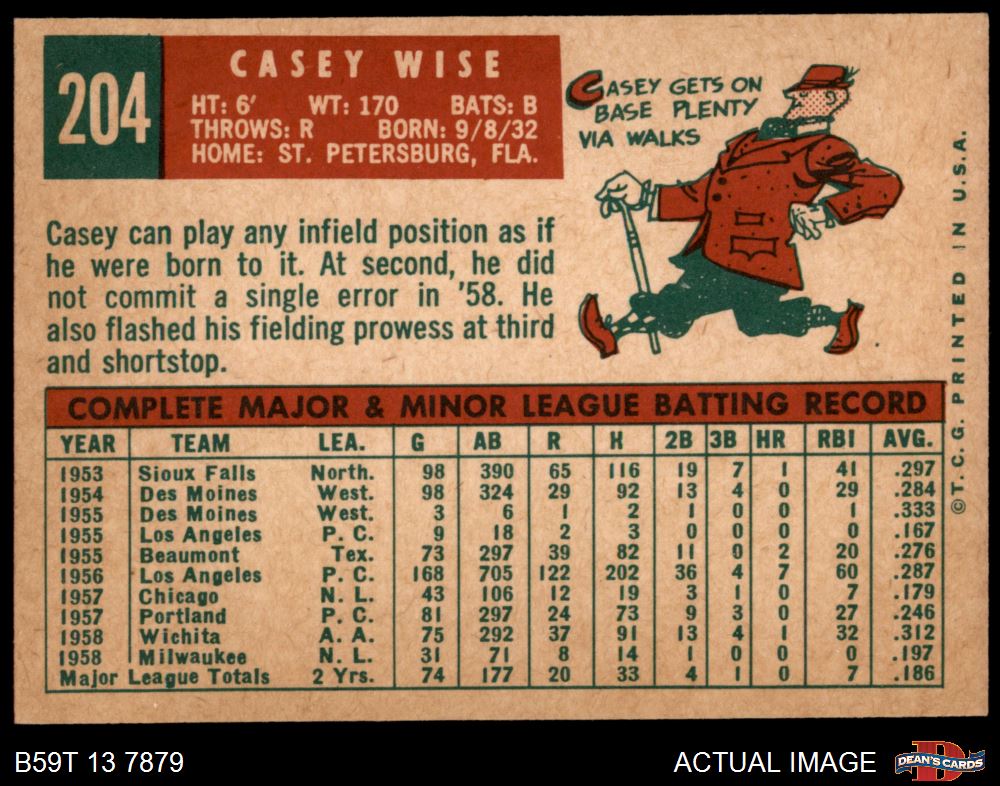 204
CASEY WISE
HT: 6' WT: 170 BATS: B
THROWS: R BORN: 9/8/32
HOME: ST. PETERSBURG, FLA.
CASEY GETS ON
BASE PLENTY
VIA WALKS
Casey can play any infield position as if
he were born to it. At second, he did
not commit a single error in '58. He
also flashed his fielding prowess at third
and shortstop.
COMPLETE MAJOR & MINOR LEAGUE BATTING RECORD
YEAR TEAM LEA. G AB R H 2B 3B HR RBI AVG.
1953 Sioux Falls North. 98 390 65 116 19 7 1 41 .297
1954 Des Moines West. 98 324 29 92 13 4 0 29 .284
1955 Des Moines West. 3 6 1 2 1 0 0 1 .333
1955 Los Angeles P. C. 9 18 2 3 0 0 0 0 .167
1955 Beaumont Tex. 73 297 39 82 11 0 2 20 .276
1956 Los Angeles P. C. 168 705 122 202 36 4 7 60 .287
1957 Chicago N. L. 43 106 12 19 3 1 0 7 .179
1957 Portland P. C. 81 297 24 73 9 3 0 27 .246
1958 Wichita A. A. 75 292 37 91 13 4 1 32 .312
1958 Milwaukee N. L. 31 71 8 14 1 0 0 0 .197
Major League Totals 2 Yrs. 74 177 20 33 4 1 0 7 .186
© T. C. G. PRINTED IN U.S.A.
B59T 13 7879
ACTUAL IMAGE
D
DEAN'S CARDS